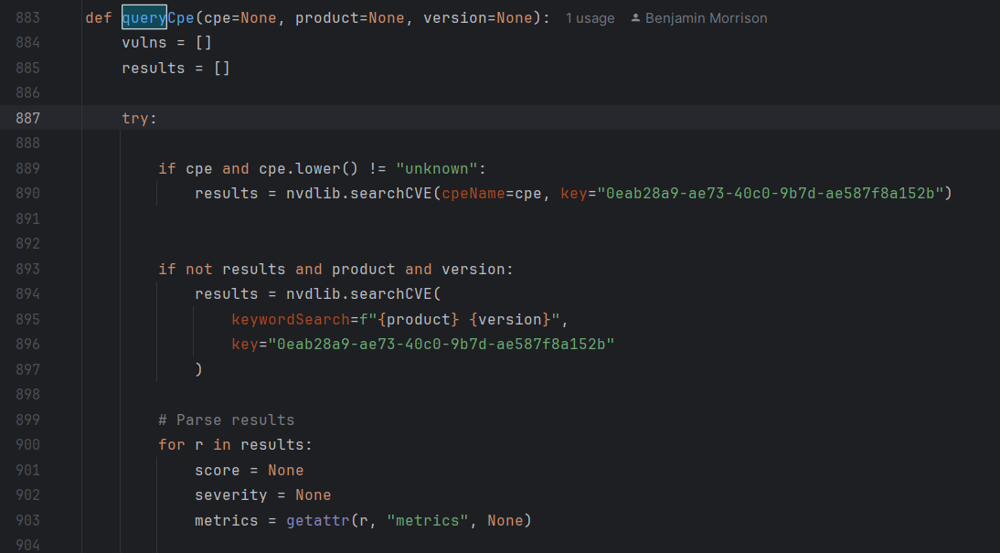 883 def queryCpe(cpe=None, product=None, version=None): 1 usage Benjamin Morrison
884 vulns = []
885 results = []
886
887 try:
888
889 if cpe and cpe.lower() != "unknown":
890 results = nvdlib.searchCVE(cpeName=cpe, key="0eab28a9-ae73-40c0-9b7d-ae587f8a152b")
891
892
893 if not results and product and version:
894 results = nvdlib.searchCVE(
895 keywordSearch=f"{product} {version}",
896 key="0eab28a9-ae73-40c0-9b7d-ae587f8a152b"
897 )
898
899 # Parse results
900 for r in results:
901 score = None
902 severity = None
903 metrics = getattr(r, "metrics", None)
904